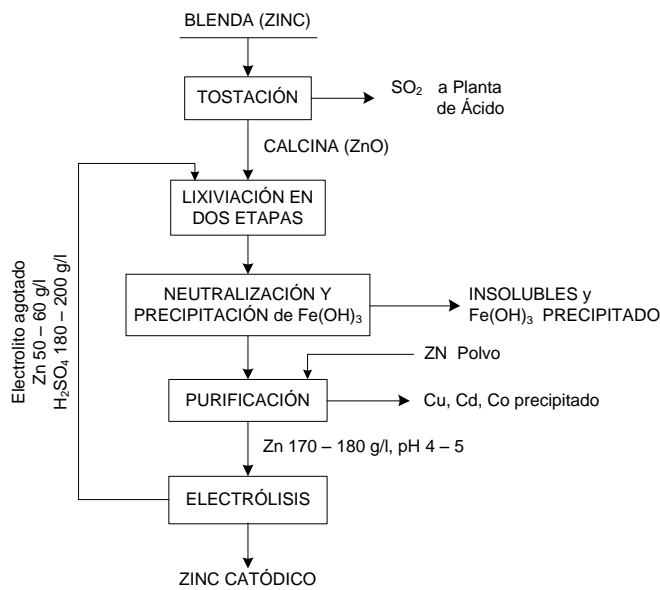 BLENDA (ZINC)
TOSTACIÓN
SO₂ a Planta
de Ácido
CALCINA (ZnO)
LIXIVIACIÓN EN
DOS ETAPAS
Electrolito agotado
Zn 50 – 60 g/l
H₂SO₄ 180 – 200 g/l
NEUTRALIZACIÓN Y
PRECIPITACIÓN de Fe(OH)₃
INSOLUBLES y
Fe(OH)₃ PRECIPITADO
ZN Polvo
PURIFICACIÓN
Cu, Cd, Co precipitado
Zn 170 – 180 g/l, pH 4 – 5
ELECTRÓLISIS
ZINC CATÓDICO